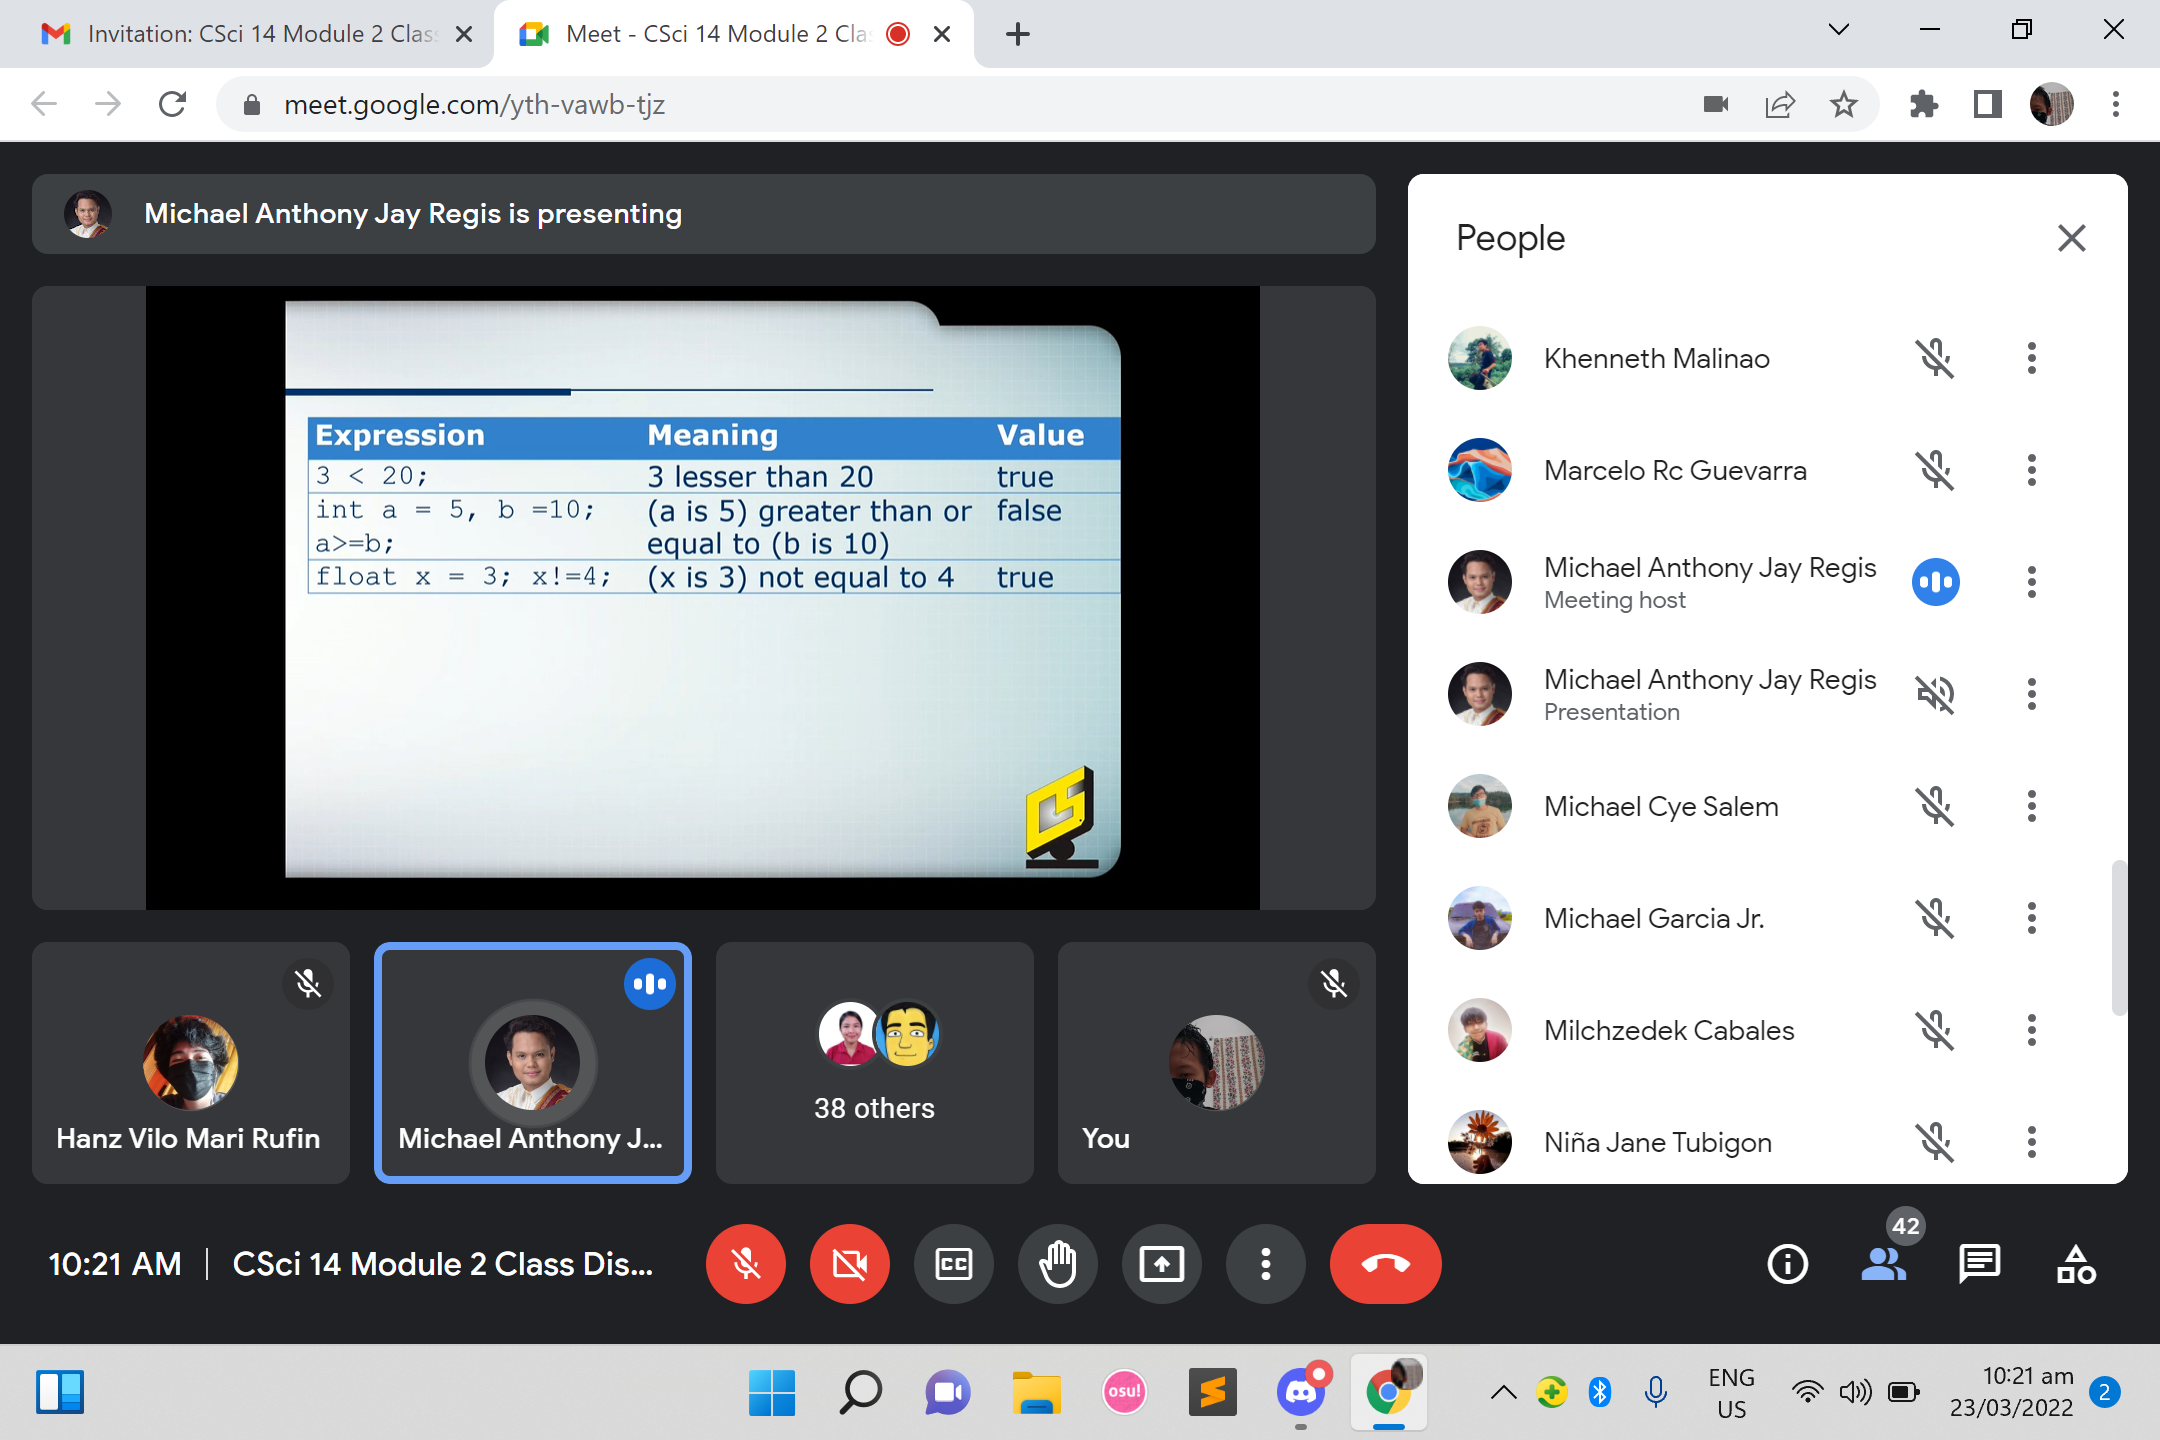 Invitation: CSci 14 Module 2 Clas
Meet - CSci 14 Module 2 Cla
meet.google.com/yth-vawb-tjz
Michael Anthony Jay Regis is presenting
Expression Meaning Value
3 < 20; 3 lesser than 20 true
int a = 5, b =10; (a is 5) greater than or false
a>=b; equal to (b is 10)
float x = 3; x!=4; (x is 3) not equal to 4 true
Hanz Vilo Mari Rufin
Michael Anthony J...
38 others
You
People
Khenneth Malinao
Marcelo Rc Guevarra
Michael Anthony Jay Regis
Meeting host
Michael Anthony Jay Regis
Presentation
Michael Cye Salem
Michael Garcia Jr.
Milchzedek Cabales
Niña Jane Tubigon
10:21 AM | CSci 14 Module 2 Class Dis...
CC
42
osu!
ENG
US
10:21 am
23/03/2022
2